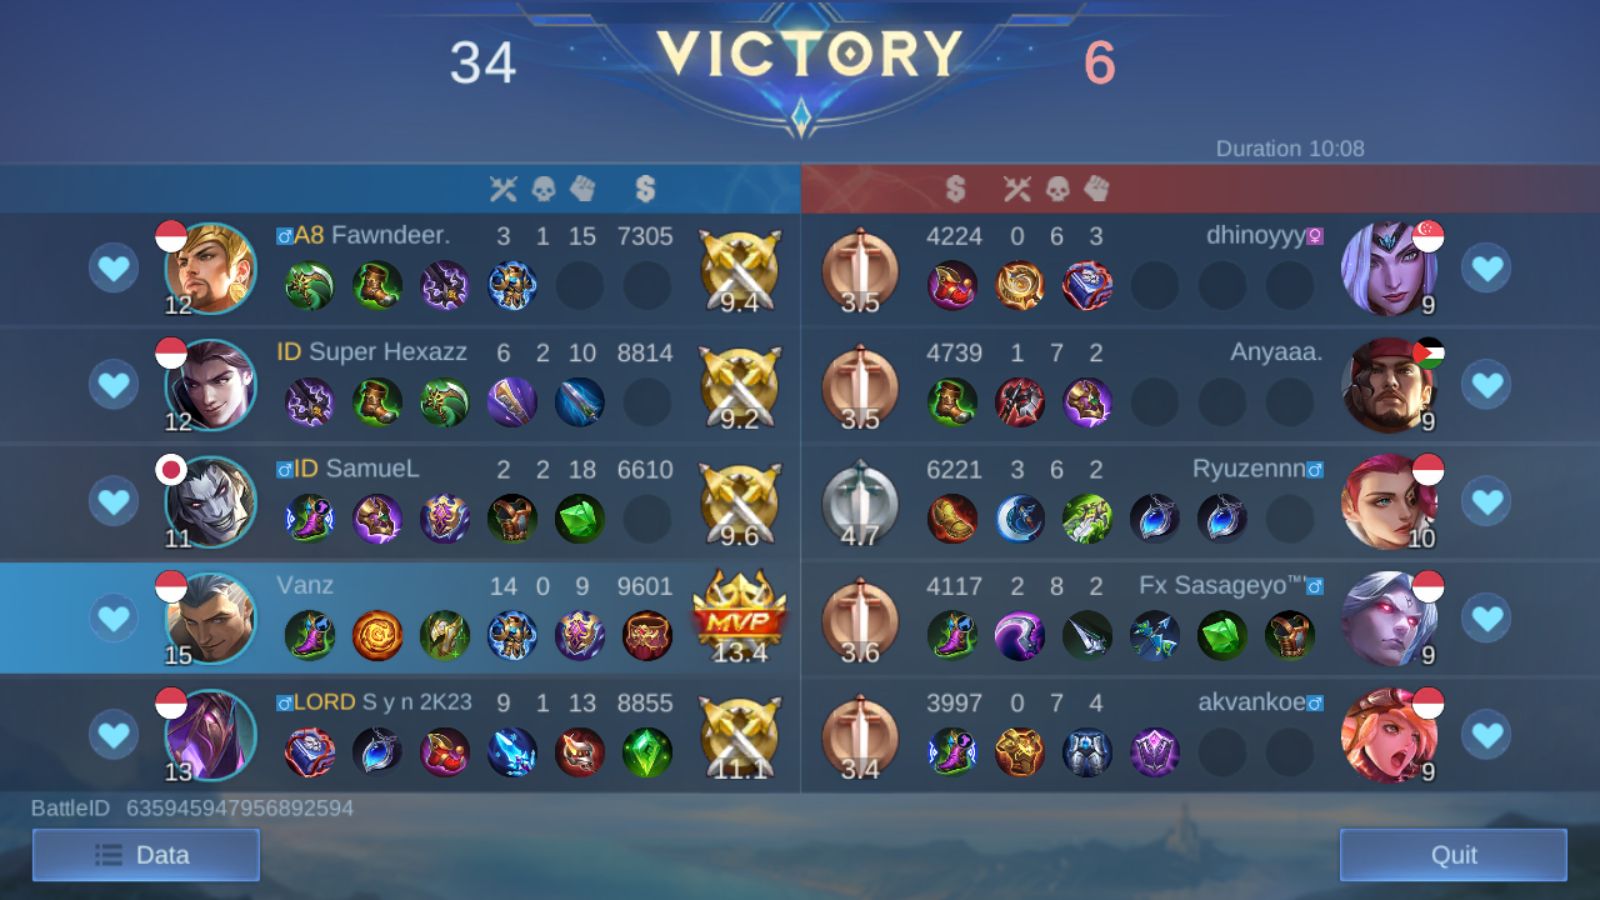 34 VICTORY 6
Duration 10:08
A8 Fawndeer. 3 1 15 7305
12 9.4
4224 0 6 3 dhinoyyy
3.5 9
ID Super Hexazz 6 2 10 8814
12 9.2
4739 1 7 2 Anyaaa.
3.5 9
ID SamueL 2 2 18 6610
11 9.6
6221 3 6 2 Ryuzennn
4.7 10
Vanz 14 0 9 9601
MVP
15 13.4
4117 2 8 2 Fx Sasageyo™'
3.6 9
LORD S y n 2K23 9 1 13 8855
13 11.1
3997 0 7 4 akvankoe
3.4 9
BattleID 635945947956892594
Data
Quit